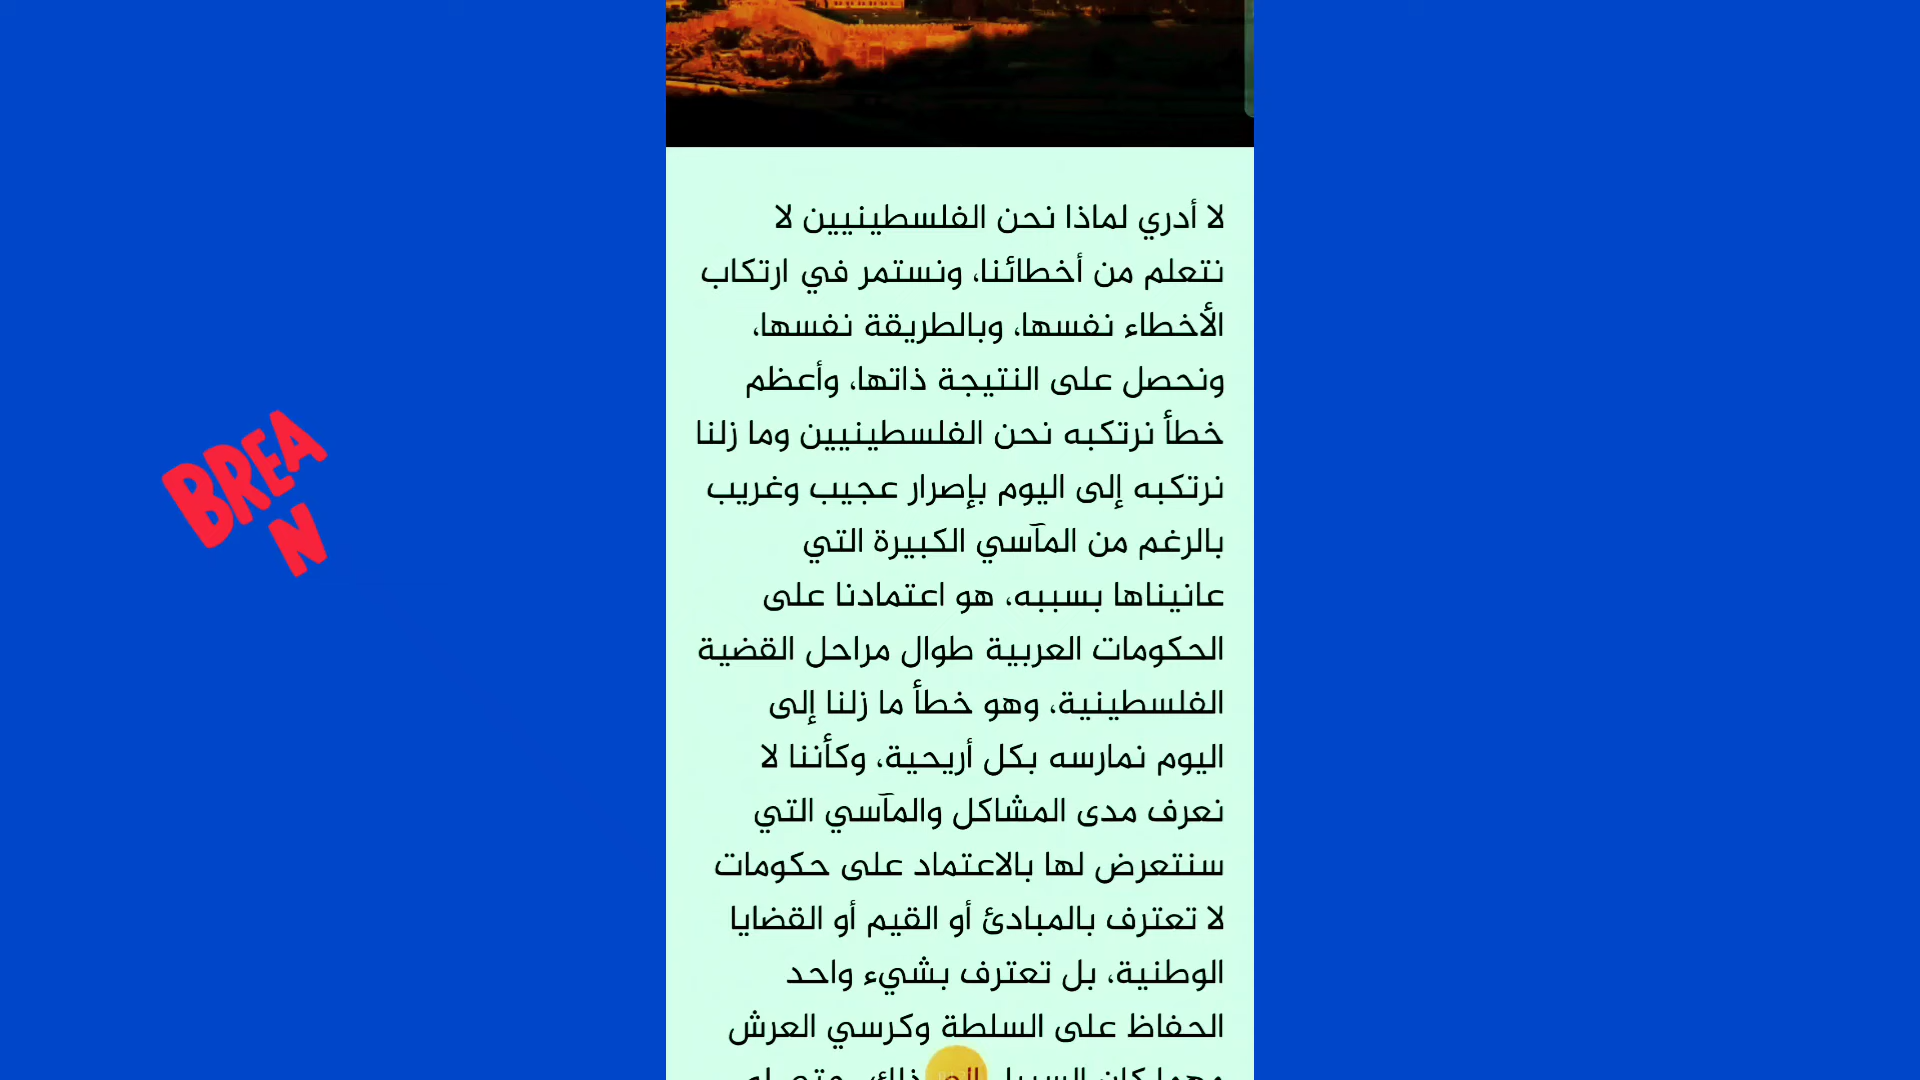 لا أدري لماذا نحن الفلسطينيين لا
نتعلم من أخطائنا، ونستمر في ارتكاب
الأخطاء نفسها، وبالطريقة نفسها،
ونحصل على النتيجة ذاتها، وأعظم
خطأ نرتكبه نحن الفلسطينيين وما زلنا
نرتكبه إلى اليوم بإصرار عجيب وغريب
بالرغم من المآسي الكبيرة التي
عانيناها بسببه، هو اعتمادنا على
الحكومات العربية طوال مراحل القضية
الفلسطينية، وهو خطأ ما زلنا إلى
اليوم نمارسه بكل أريحية، وكأننا لا
نعرف مدى المشاكل والمآسي التي
سنتعرض لها بالاعتماد على حكومات
لا تعترف بالمبادئ أو القيم أو القضايا
الوطنية، بل تعترف بشيء واحد
الحفاظ على السلطة وكرسي العرش
BREA
N